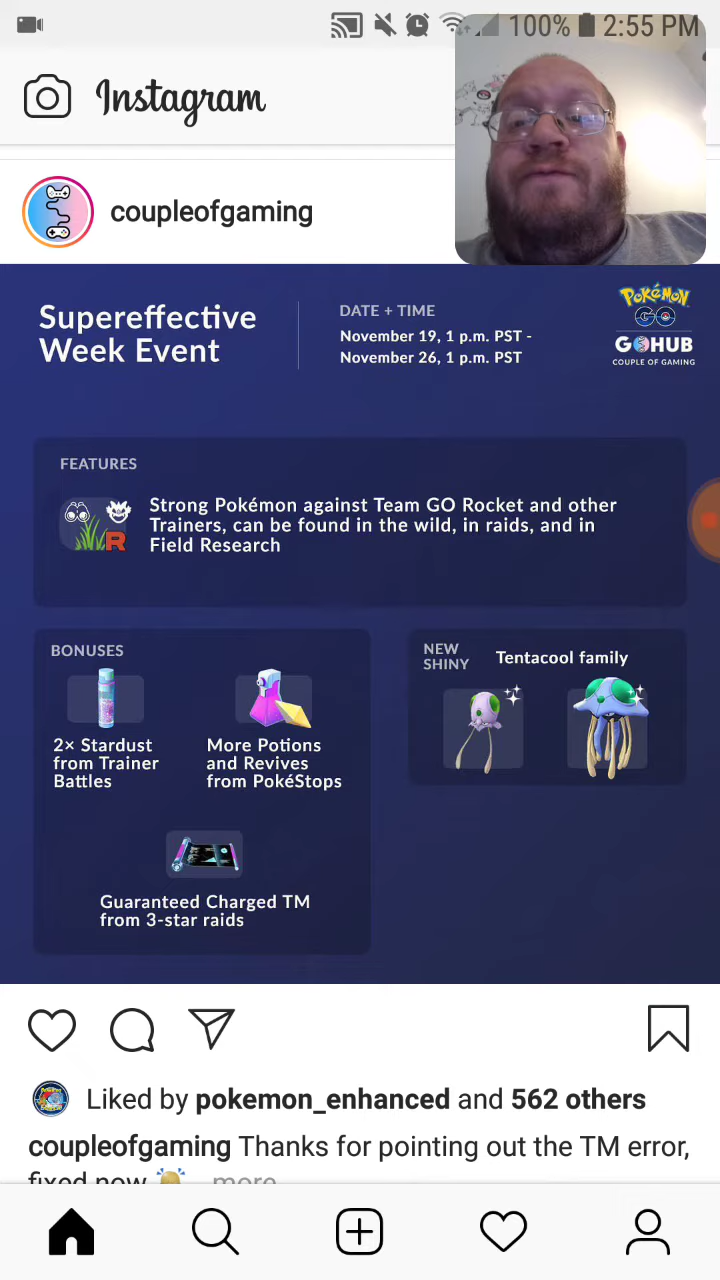 100% 2:55 PM
Instagram
coupleofgaming
Supereffective
Week Event
DATE + TIME
November 19, 1 p.m. PST -
November 26, 1 p.m. PST
POKÉMON
GO
GOHUB
COUPLE OF GAMING
FEATURES
Strong Pokémon against Team GO Rocket and other
Trainers, can be found in the wild, in raids, and in
Field Research
R
BONUSES
2× Stardust
from Trainer
Battles
More Potions
and Revives
from PokéStops
Guaranteed Charged TM
from 3-star raids
NEW
SHINY
Tentacool family
Liked by pokemon_enhanced and 562 others
coupleofgaming Thanks for pointing out the TM error,
fixed now ... more